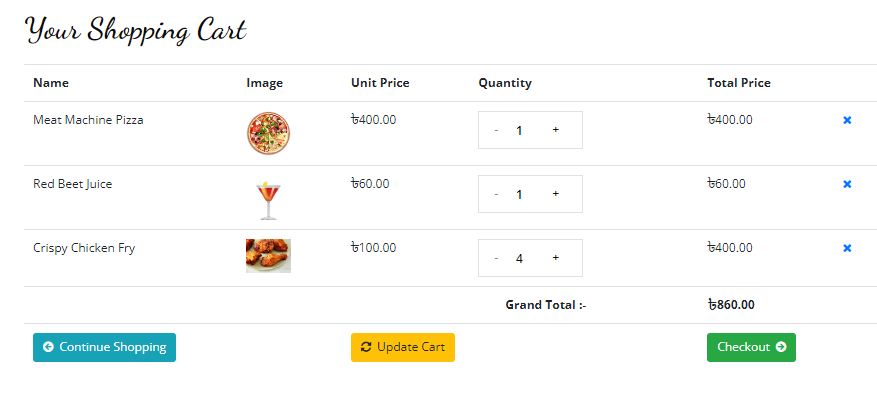 Your Shopping Cart
Name Image Unit Price Quantity Total Price
Meat Machine Pizza ৳400.00 - 1 + ৳400.00 ×
Red Beet Juice ৳60.00 - 1 + ৳60.00 ×
Crispy Chicken Fry ৳100.00 - 4 + ৳400.00 ×
Grand Total :- ৳860.00
Continue Shopping Update Cart Checkout